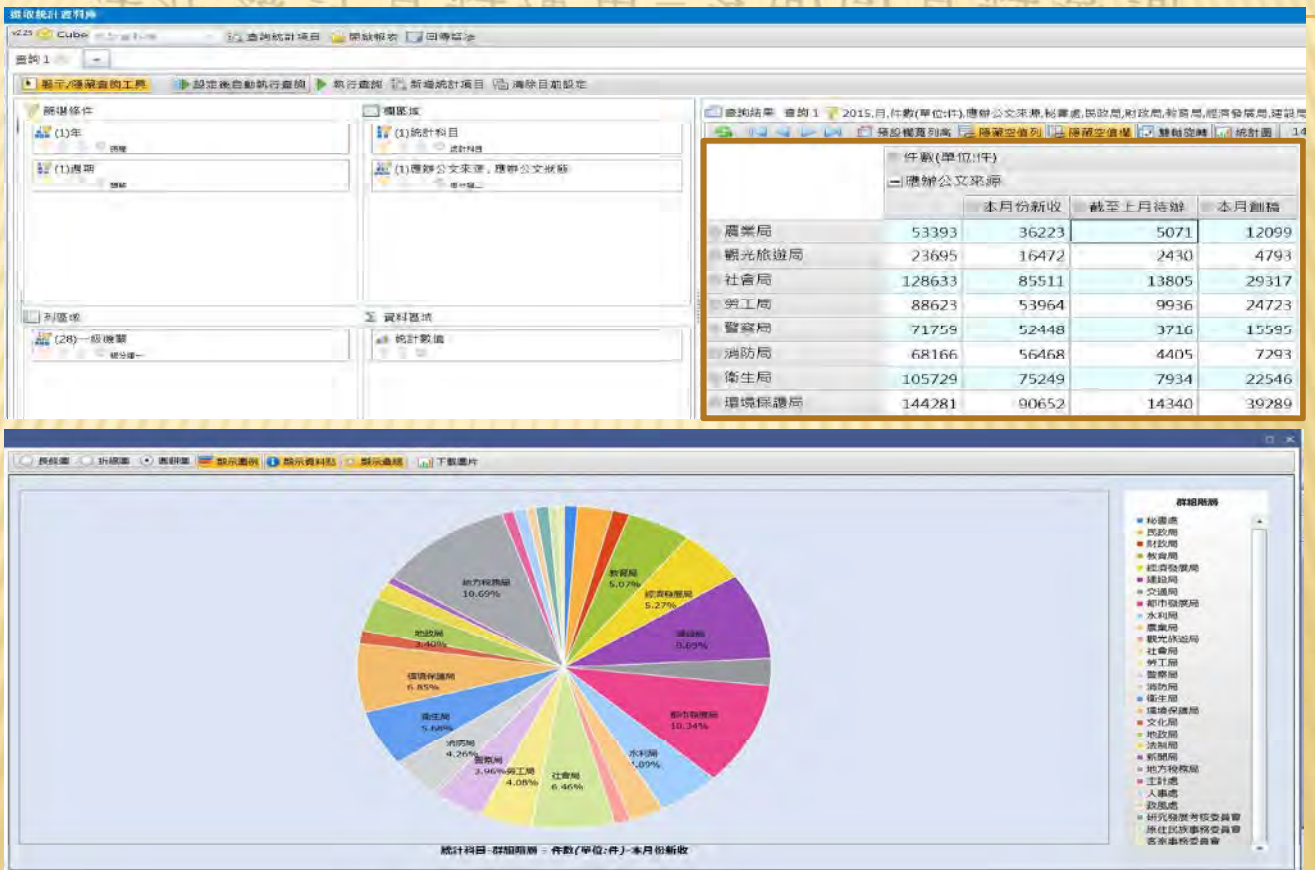 v2.25 Cube
查詢統計項目 開啟報表
查詢 1
顯示/隱藏查詢工具 設定後自動執行查詢 執行查詢 新增統計項目 清除目前設定
篩選條件
(1)年
(1)週期
欄區域
(1)統計科目
統計科目
(1)應辦公文來源, 應辦公文狀態
列區域
(28)一級機關
Σ 資料區域
統計數值
查詢結果 查詢 1 2015,月,件數(單位:件),應辦公文來源,秘書處,民政局,財政局,教育局,經濟發展局,建設局
預設欄寬列高 隱藏空值列 隱藏空值欄 雙軸旋轉 統計圖 14
件數(單位:件)
應辦公文來源
本月份新收 截至上月待辦 本月創稿
農業局 53393 36223 5071 12099
觀光旅遊局 23695 16472 2430 4793
社會局 128633 85511 13805 29317
勞工局 88623 53964 9936 24723
警察局 71759 52448 3716 15595
消防局 68166 56468 4405 7293
衛生局 105729 75249 7934 22546
環境保護局 144281 90652 14340 39289
長條圖 折線圖 圓餅圖 顯示圖例 顯示資料點 下載圖片
教育局
5.07%
經濟發展局
5.27%
建設局
都市發展局
10.34%
水利局
社會局
6.46%
勞工局
4.08%
警察局
3.96%
消防局
4.26%
衛生局
5.68%
環境保護局
6.85%
地政局
3.40%
地方稅務局
10.69%
統計科目-群組階層 - 件數(單位:件)-本月份新收
群組階層
秘書處
民政局
財政局
教育局
經濟發展局
建設局
交通局
都市發展局
水利局
農業局
觀光旅遊局
社會局
勞工局
警察局
消防局
衛生局
環境保護局
文化局
地政局
法制局
新聞局
地方稅務局
主計處
人事處
政風處
研究發展考核委員會
原住民族事務委員會
客家事務委員會